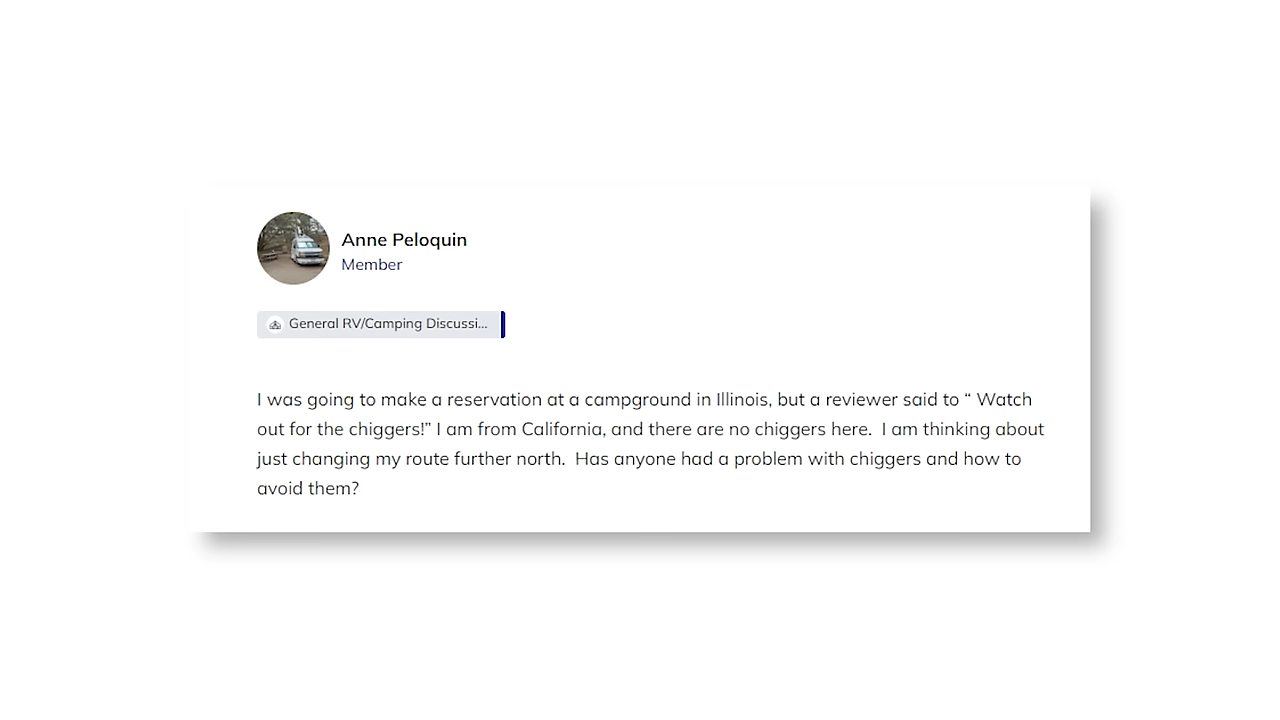 Anne Peloquin
Member
General RV/Camping Discussi...
I was going to make a reservation at a campground in Illinois, but a reviewer said to “ Watch
out for the chiggers!” I am from California, and there are no chiggers here.  I am thinking about
just changing my route further north.  Has anyone had a problem with chiggers and how to
avoid them?